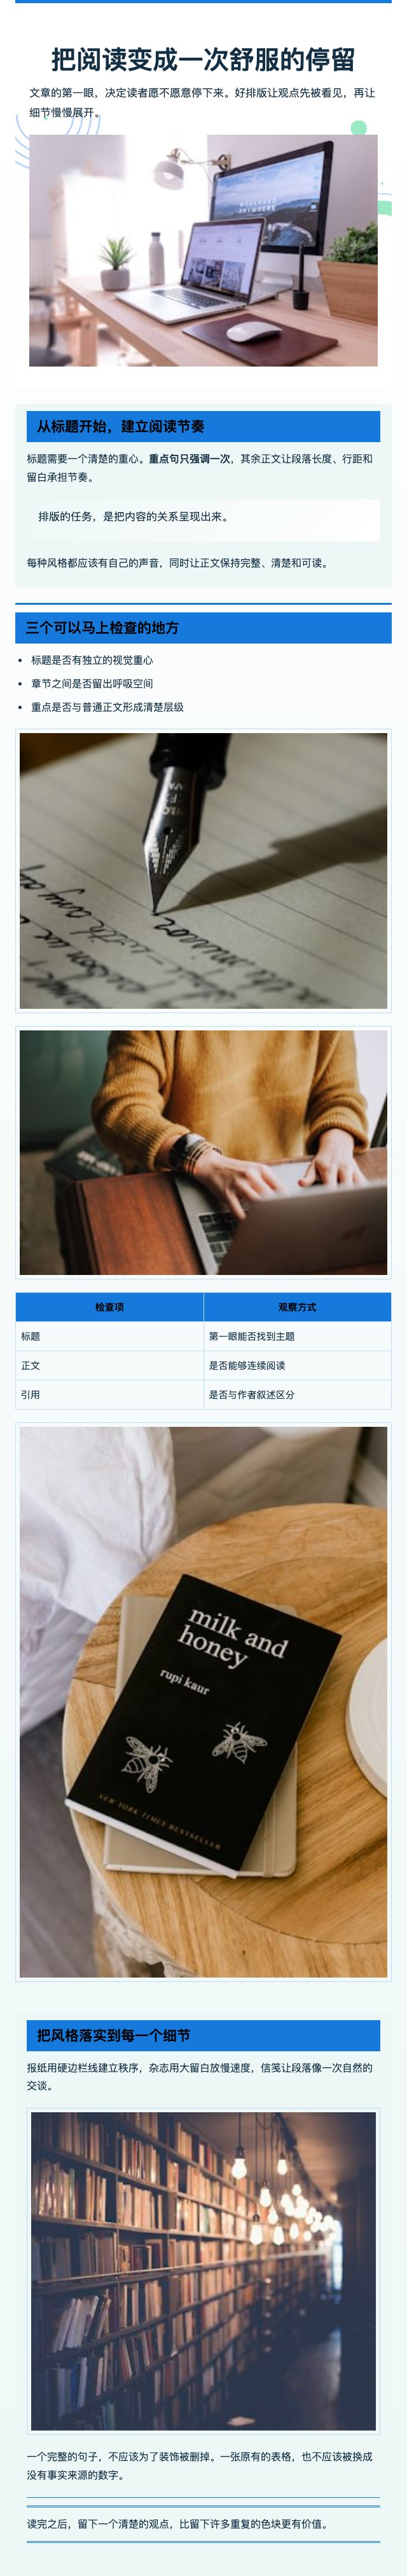 把阅读变成一次舒服的停留
文章的第一眼，决定读者愿不愿意停下来。好排版让观点先被看见，再让
细节慢慢展开。
从标题开始，建立阅读节奏
标题需要一个清楚的重心。重点句只强调一次，其余正文让段落长度、行距和
留白承担节奏。
排版的任务，是把内容的关系呈现出来。
每种风格都应该有自己的声音，同时让正文保持完整、清楚和可读。
三个可以马上检查的地方
标题是否有独立的视觉重心
章节之间是否留出呼吸空间
重点是否与普通正文形成清楚层级
检查项 观察方式
标题 第一眼能否找到主题
正文 是否能够连续阅读
引用 是否与作者叙述区分
milk and
honey
rupi kaur
NEW YORK TIMES BESTSELLER
把风格落实到每一个细节
报纸用硬边栏线建立秩序，杂志用大留白放慢速度，信笺让段落像一次自然的
交谈。
一个完整的句子，不应该为了装饰被删掉。一张原有的表格，也不应该被换成
没有事实来源的数字。
读完之后，留下一个清楚的观点，比留下许多重复的色块更有价值。